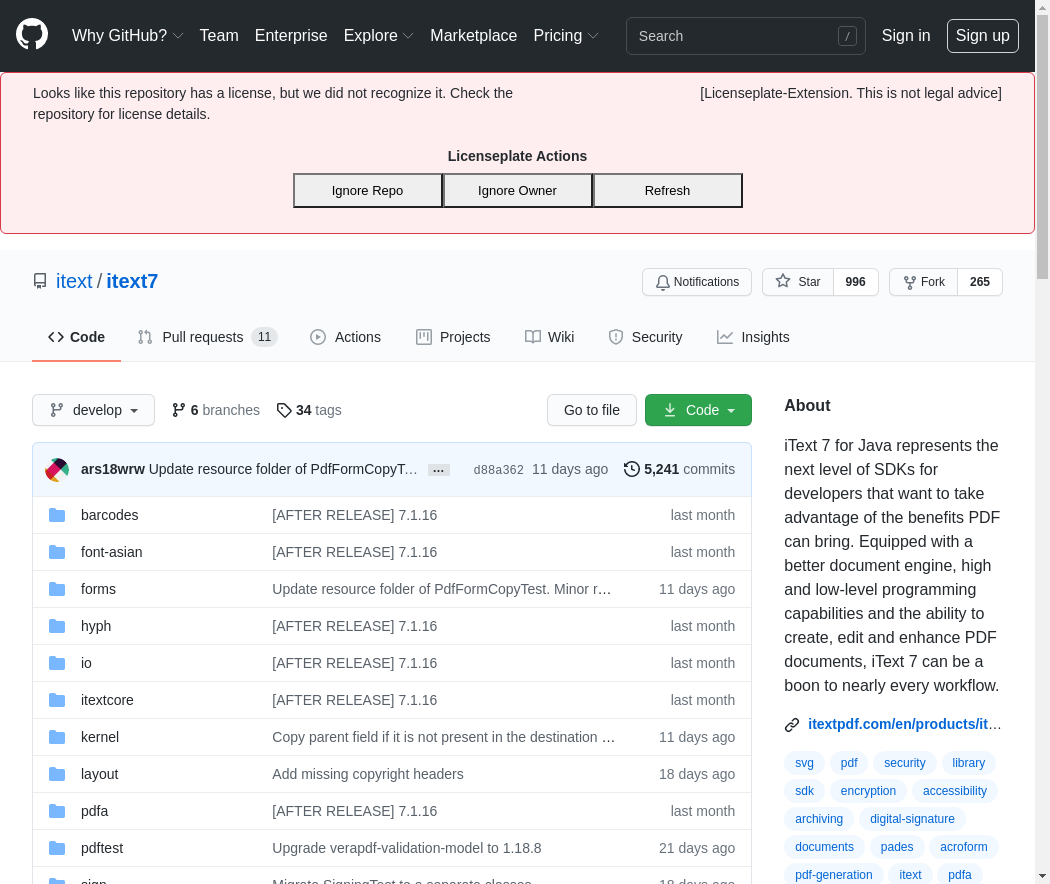 Why GitHub? Team Enterprise Explore Marketplace Pricing Search / Sign in Sign up
Looks like this repository has a license, but we did not recognize it. Check the
repository for license details.
[Licenseplate-Extension. This is not legal advice]
Licenseplate Actions
Ignore Repo Ignore Owner Refresh
itext / itext7
Notifications Star 996 Fork 265
Code Pull requests 11 Actions Projects Wiki Security Insights
develop 6 branches 34 tags Go to file Code
ars18wrw Update resource folder of PdfFormCopyT… … d88a362 11 days ago 5,241 commits
barcodes [AFTER RELEASE] 7.1.16 last month
font-asian [AFTER RELEASE] 7.1.16 last month
forms Update resource folder of PdfFormCopyTest. Minor r… 11 days ago
hyph [AFTER RELEASE] 7.1.16 last month
io [AFTER RELEASE] 7.1.16 last month
itextcore [AFTER RELEASE] 7.1.16 last month
kernel Copy parent field if it is not present in the destination … 11 days ago
layout Add missing copyright headers 18 days ago
pdfa [AFTER RELEASE] 7.1.16 last month
pdftest Upgrade verapdf-validation-model to 1.18.8 21 days ago
sign Migrate SigningTest to a separate classes 18 days ago
About
iText 7 for Java represents the
next level of SDKs for
developers that want to take
advantage of the benefits PDF
can bring. Equipped with a
better document engine, high
and low-level programming
capabilities and the ability to
create, edit and enhance PDF
documents, iText 7 can be a
boon to nearly every workflow.
itextpdf.com/en/products/it…
svg pdf security library
sdk encryption accessibility
archiving digital-signature
documents pades acroform
pdf-generation itext pdfa